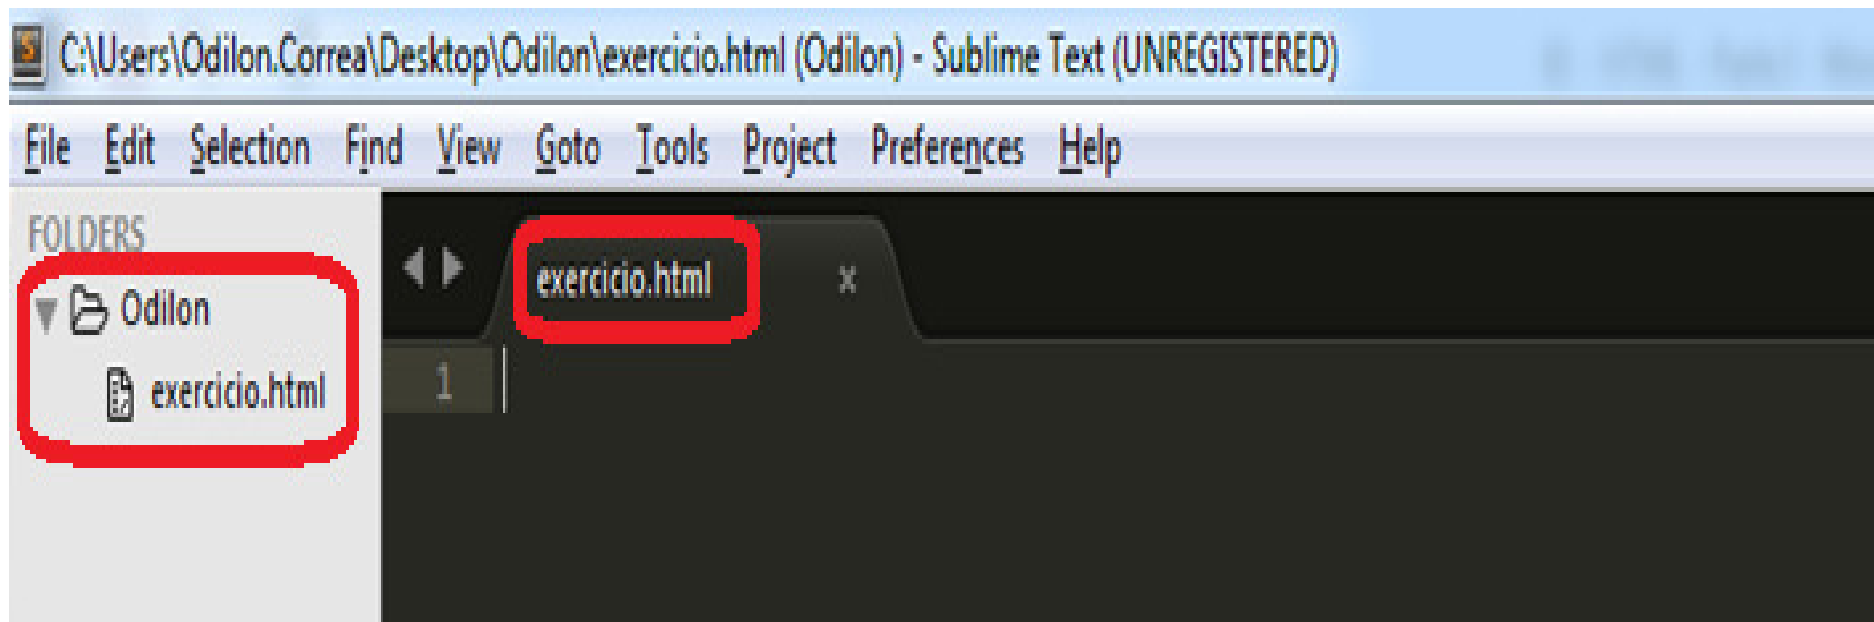 C:\Users\Odilon.Correa\Desktop\Odilon\exercicio.html (Odilon) - Sublime Text (UNREGISTERED)
File Edit Selection Find View Goto Tools Project Preferences Help
FOLDERS
Odilon
exercicio.html
exercicio.html x
1